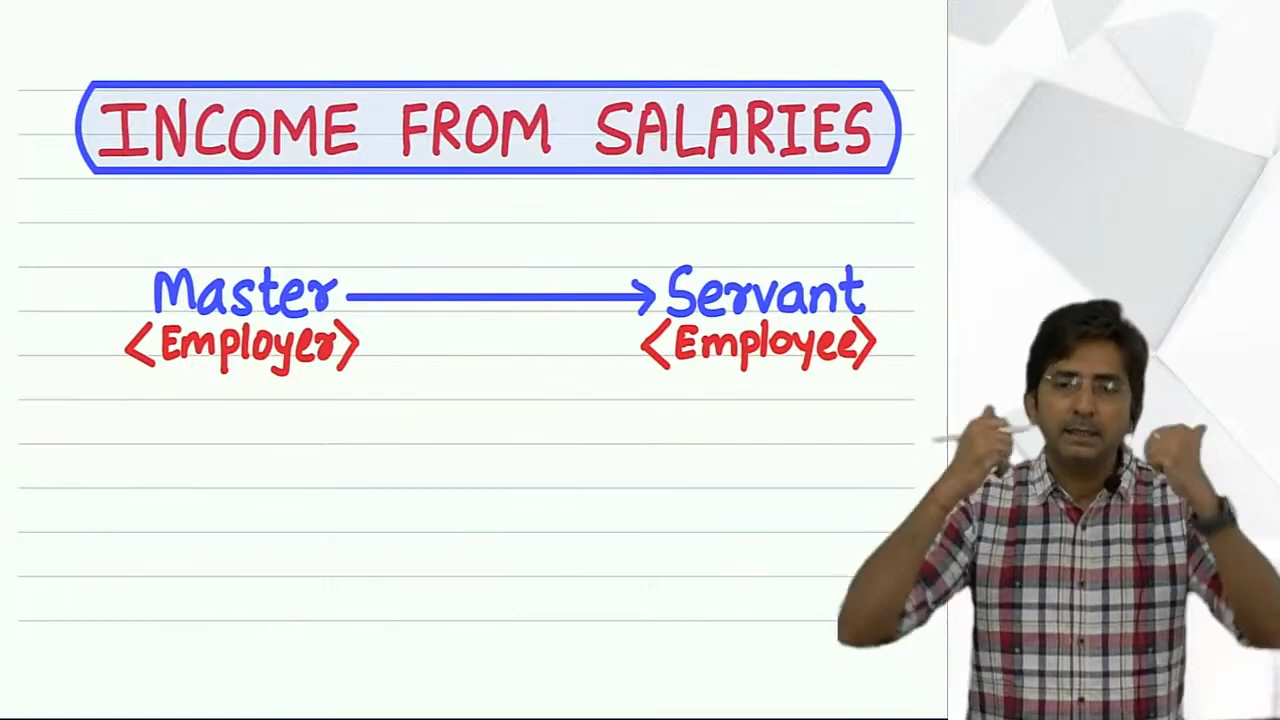 INCOME FROM SALARIES
Master → Servant
<Employer> <Employee>